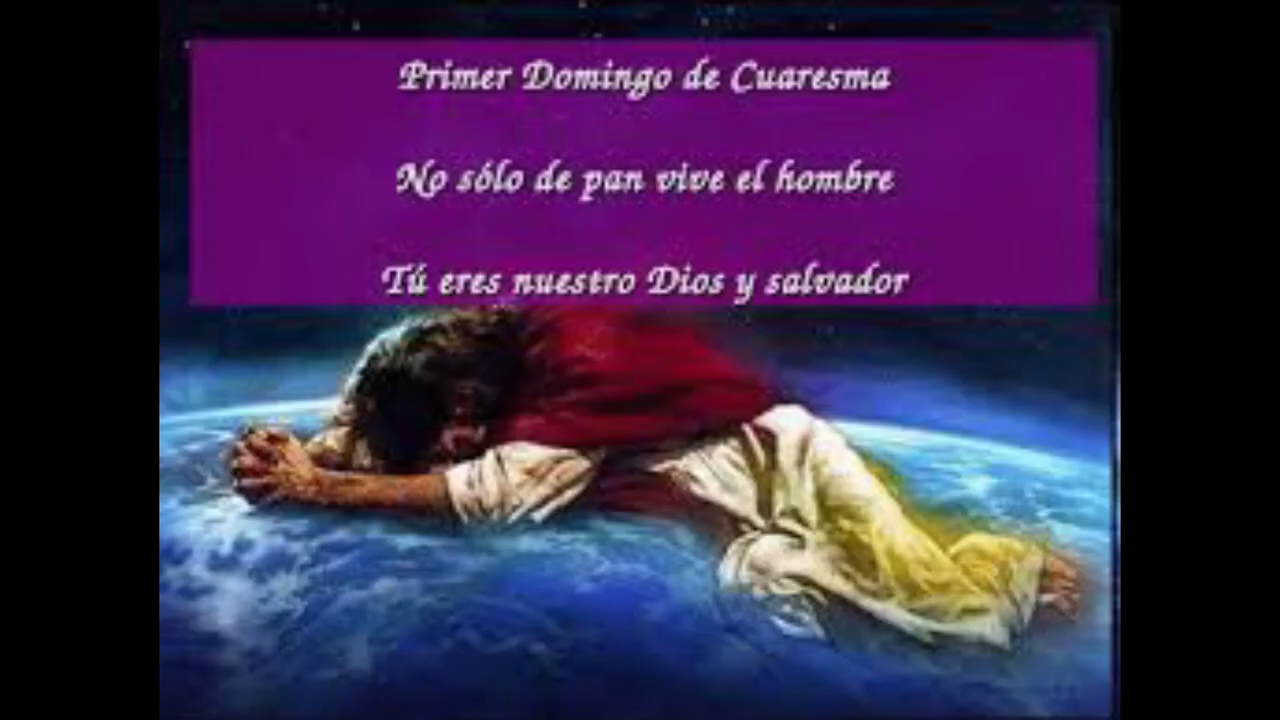 Primer Domingo de Cuaresma
No sólo de pan vive el hombre
Tú eres nuestro Dios y salvador